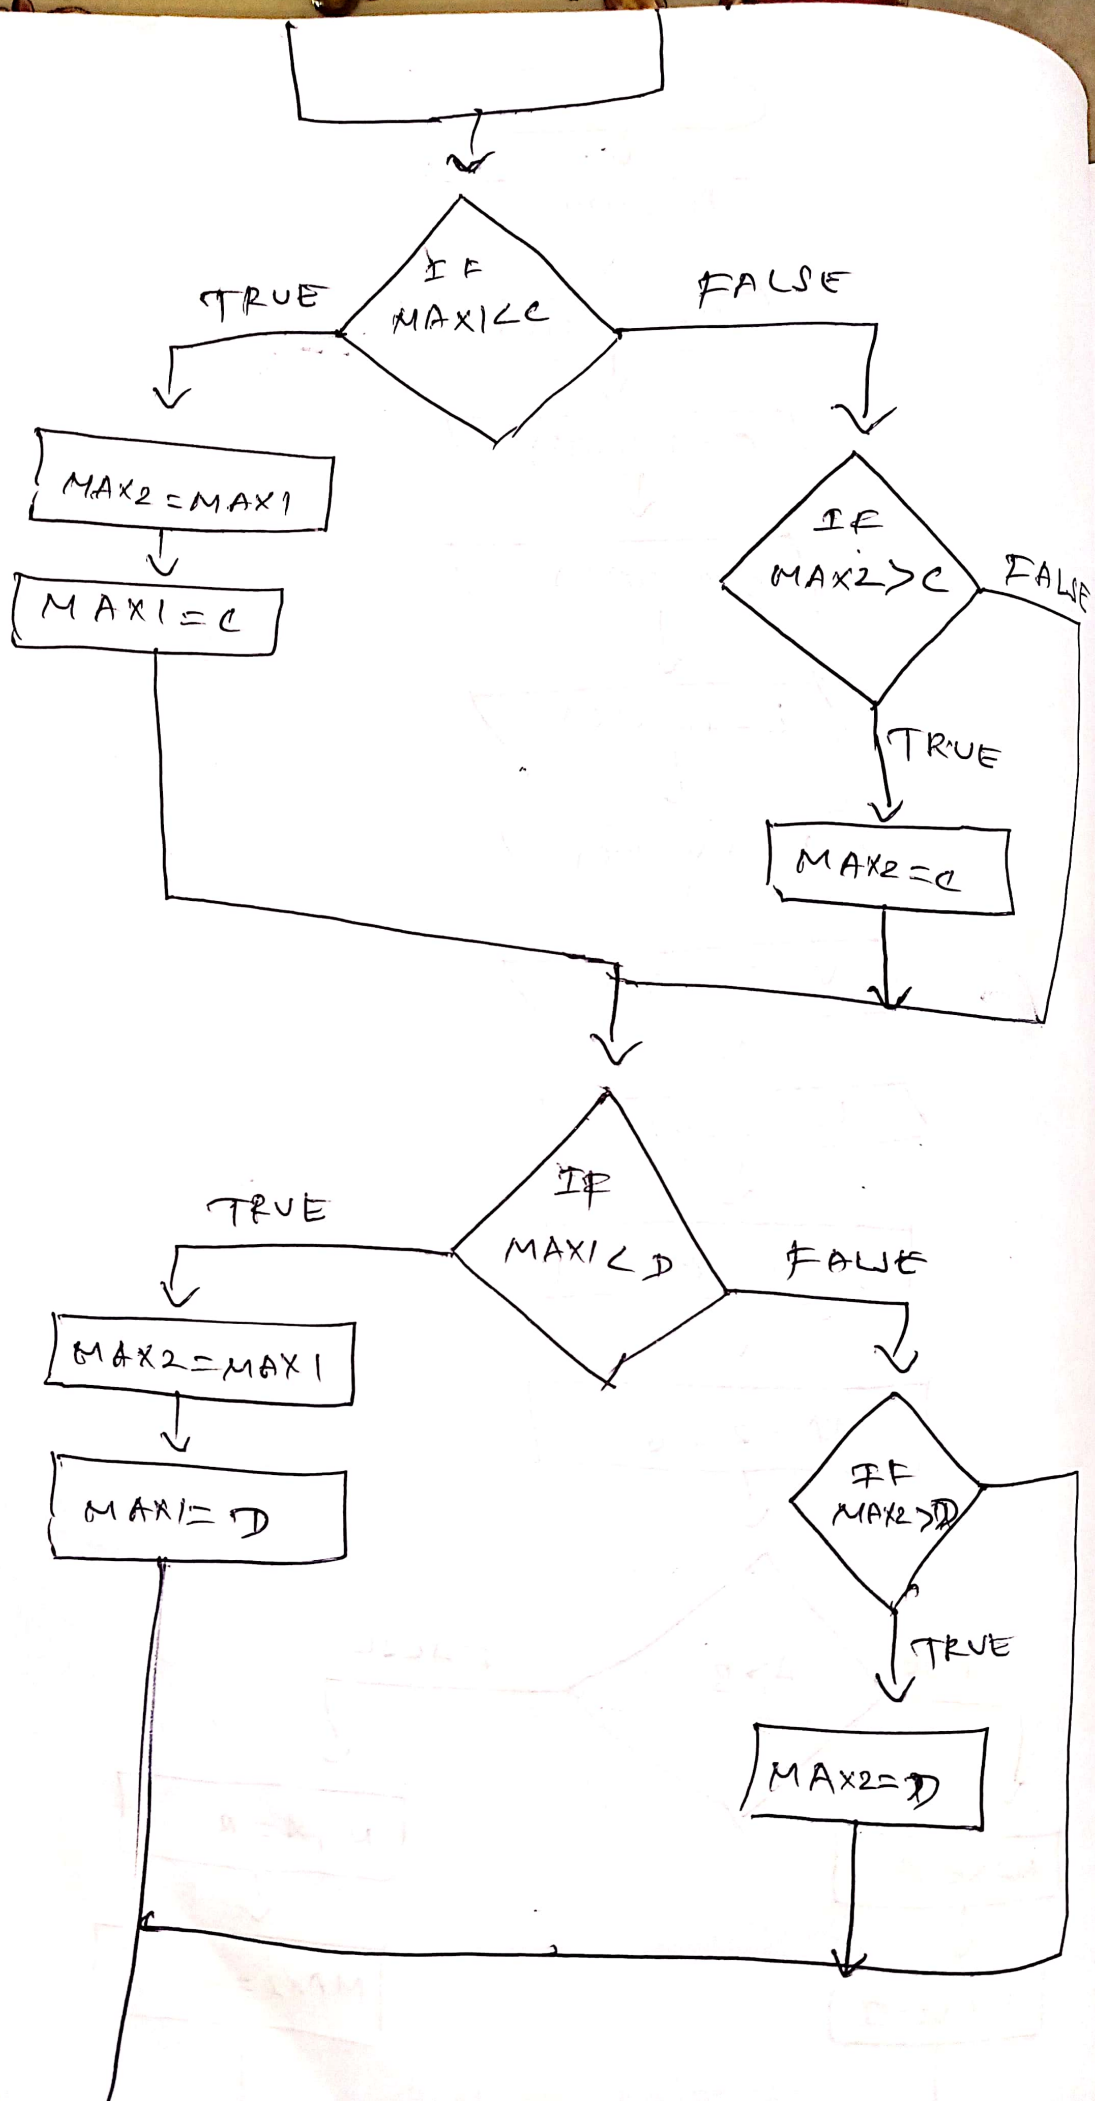 IF
MAX1<C
TRUE
FALSE
MAX2=MAX1
MAX1=C
IF
MAX2>C
FALSE
TRUE
MAX2=C
IF
MAX1<D
TRUE
FALSE
MAX2=MAX1
MAX1=D
IF
MAX2>D
TRUE
MAX2=D